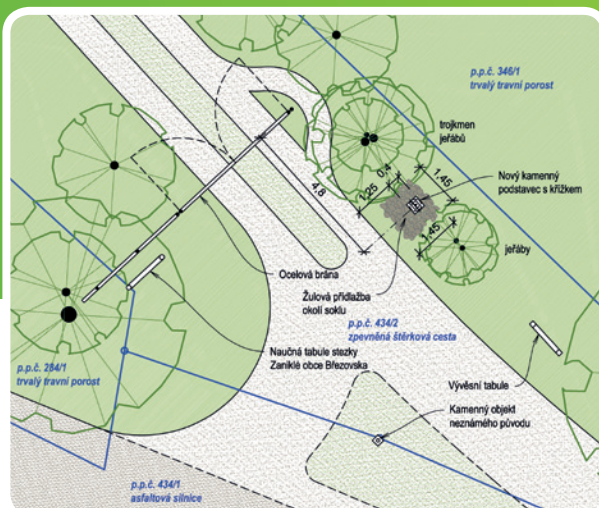 p.p.č. 346/1
trvalý travní porost
trojkmen
jeřábů
Nový kamenný
podstavec s křížkem
1,45
0,4
1,25
4,8
1,45
jeřáby
Ocelová brána
Žulová přídlažba
okolí soklu
p.p.č. 434/2
zpevněná štěrková cesta
Naučná tabule stezky
Zaniklé obce Březovska
p.p.č. 284/1
trvalý travní porost
Vývěsní tabule
Kamenný objekt
neznámého původu
p.p.č. 434/1
asfaltová silnice